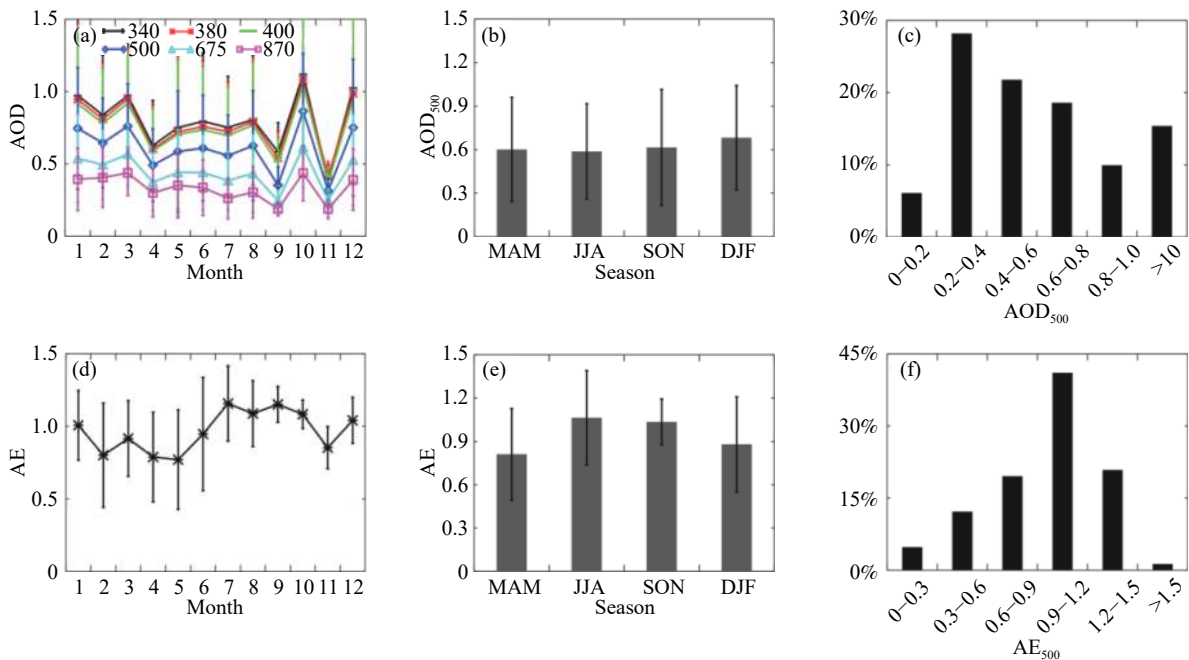 (a) 340 380 400
500 675 870
1.5
1.0
0.5
0
AOD
1 2 3 4 5 6 7 8 9 10 11 12
Month
(b)
1.5
1.2
0.9
0.6
0.3
0
AOD500
MAM JJA SON DJF
Season
(c)
30%
20%
10%
0%
0−0.2 0.2−0.4 0.4−0.6 0.6−0.8 0.8−1.0 >10
AOD500
(d)
1.5
1.0
0.5
0
AE
1 2 3 4 5 6 7 8 9 10 11 12
Month
(e)
1.5
1.2
0.9
0.6
0.3
0
AE
MAM JJA SON DJF
Season
(f)
45%
30%
15%
0%
0−0.3 0.3−0.6 0.6−0.9 0.9−1.2 1.2−1.5 >1.5
AE500